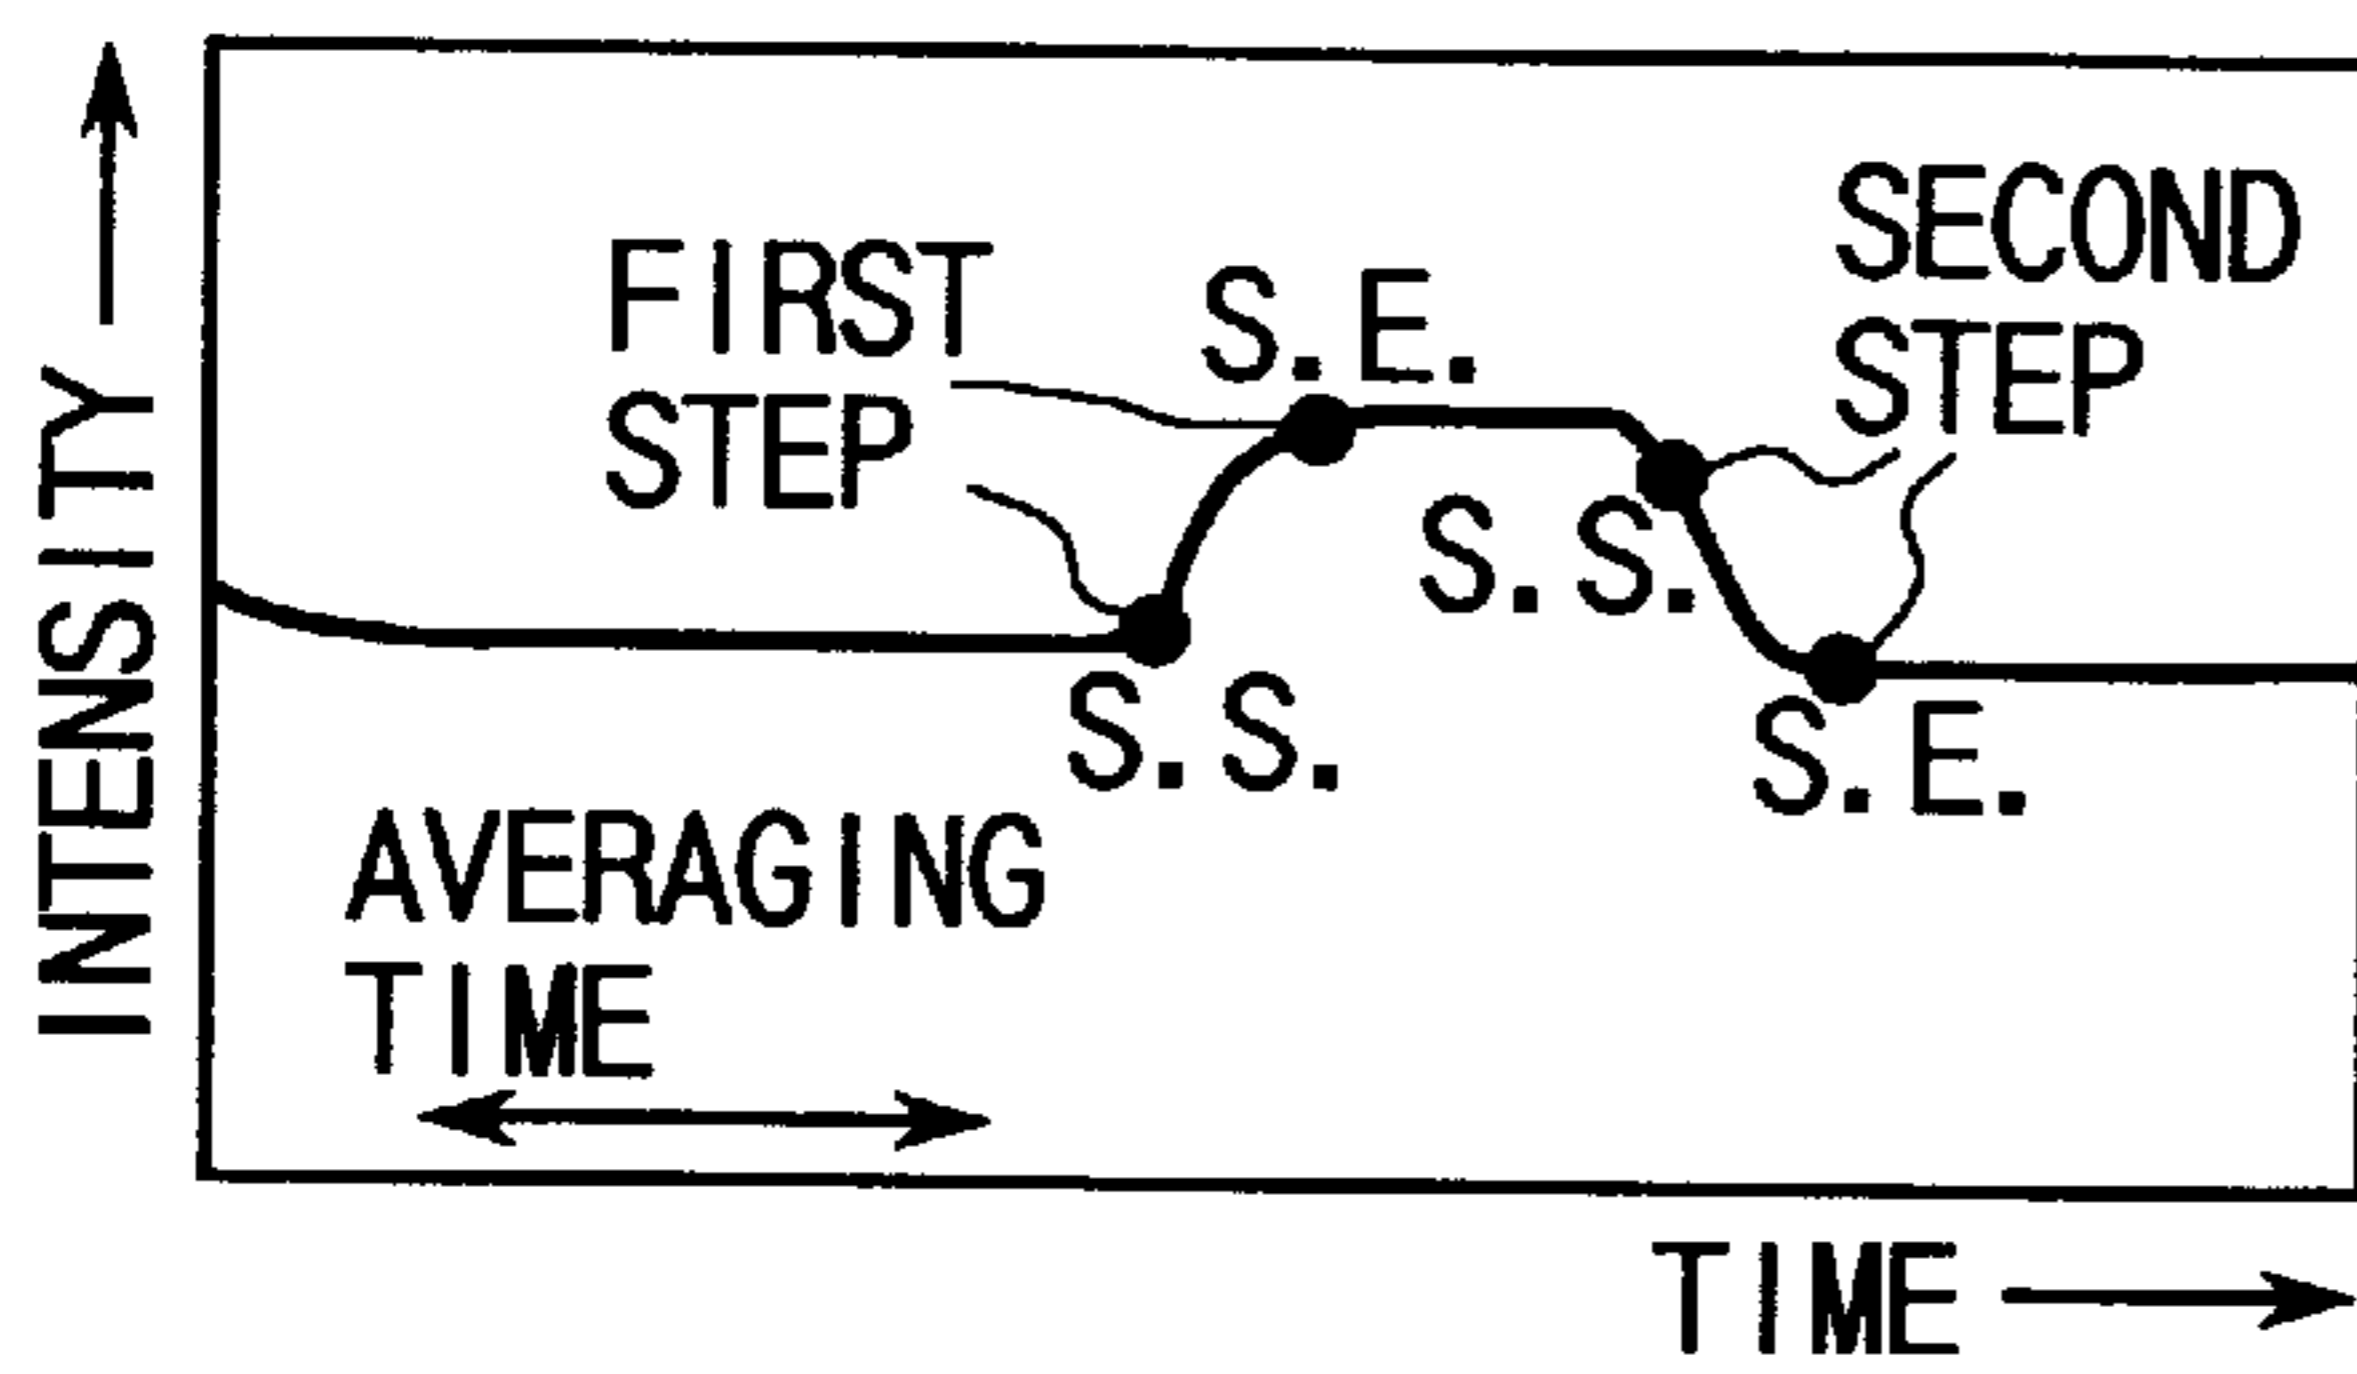 INTENSITY
FIRST
STEP
S.E.
SECOND
STEP
S.S.
S.S.
S.E.
AVERAGING
TIME
TIME